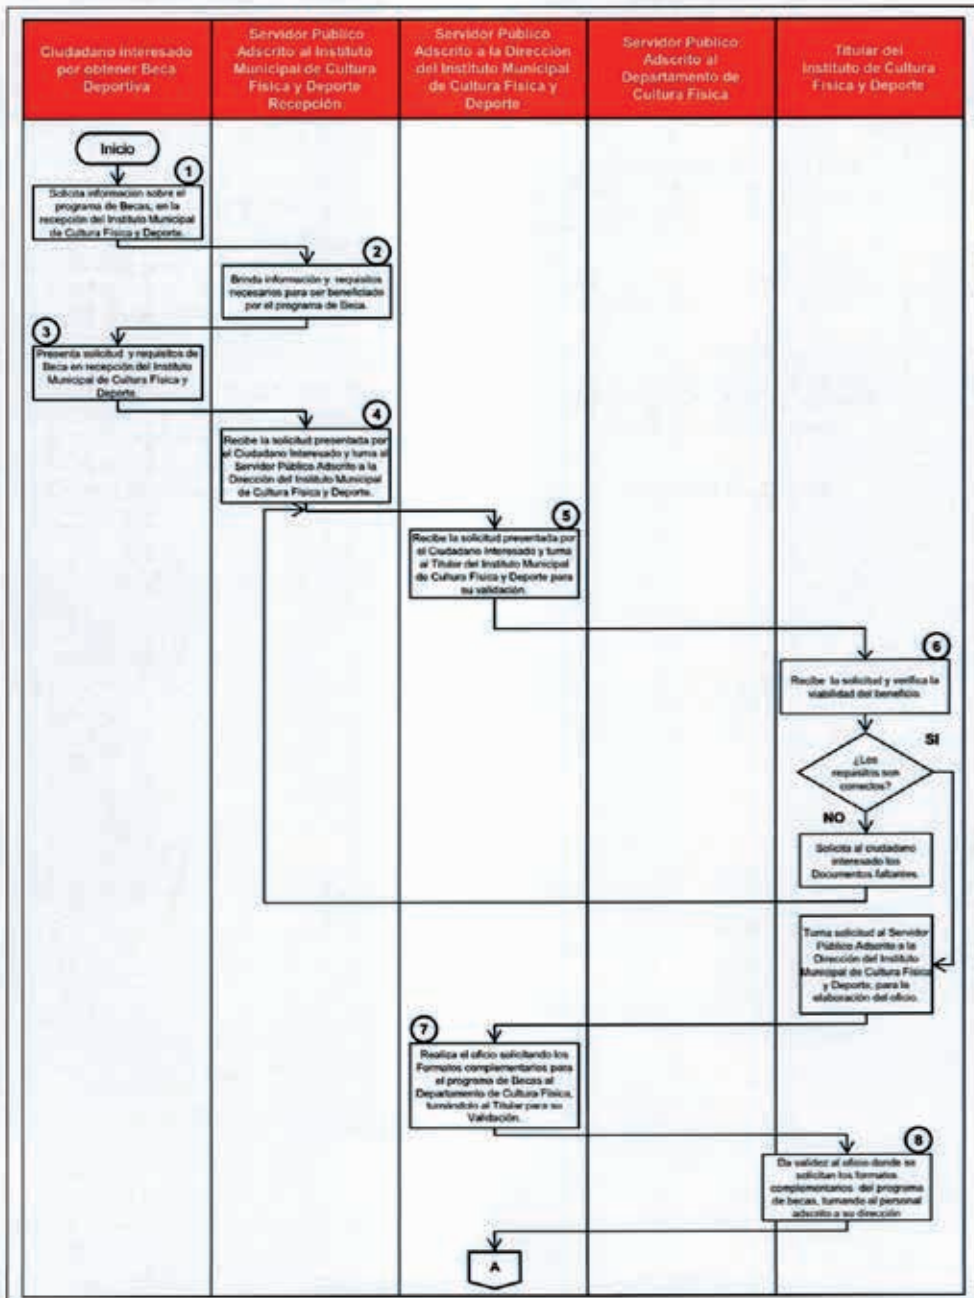 Ciudadano interesado
por obtener Beca
Deportiva
Servidor Público
Adscrito al Instituto
Municipal de Cultura
Física y Deporte
Recepción
Servidor Público
Adscrito a la Dirección
del Instituto Municipal
de Cultura Física y
Deporte
Servidor Público
Adscrito al
Departamento de
Cultura Física
Titular del
Instituto de Cultura
Física y Deporte
Inicio
1
Solicita información sobre el
programa de Becas, en la
recepción del Instituto Municipal
de Cultura Física y Deporte.
2
Brinda información y requisitos
necesarios para ser beneficiado
por el programa de Beca.
3
Presenta solicitud y requisitos de
Beca en recepción del Instituto
Municipal de Cultura Física y
Deporte.
4
Recibe la solicitud presentada por
el Ciudadano Interesado y turna al
Servidor Público Adscrito a la
Dirección del Instituto Municipal
de Cultura Física y Deporte.
5
Recibe la solicitud presentada por
el Ciudadano Interesado y turna
al Titular del Instituto Municipal
de Cultura Física y Deporte para
su validación.
6
Recibe la solicitud y verifica la
viabilidad del beneficio
SI
¿Los
requisitos son
correctos?
NO
Solicita al ciudadano
interesado los
Documentos faltantes.
Turna solicitud al Servidor
Público Adscrito a la
Dirección del Instituto
Municipal de Cultura Física
y Deporte, para la
elaboración del oficio.
7
Realiza el oficio solicitando los
Formatos complementarios para
el programa de Becas al
Departamento de Cultura Física,
turnándolo al Titular para su
Validación.
8
Da validez al oficio donde se
solicitan los formatos
complementarios del programa
de becas, turnando al personal
adscrito a su dirección
A